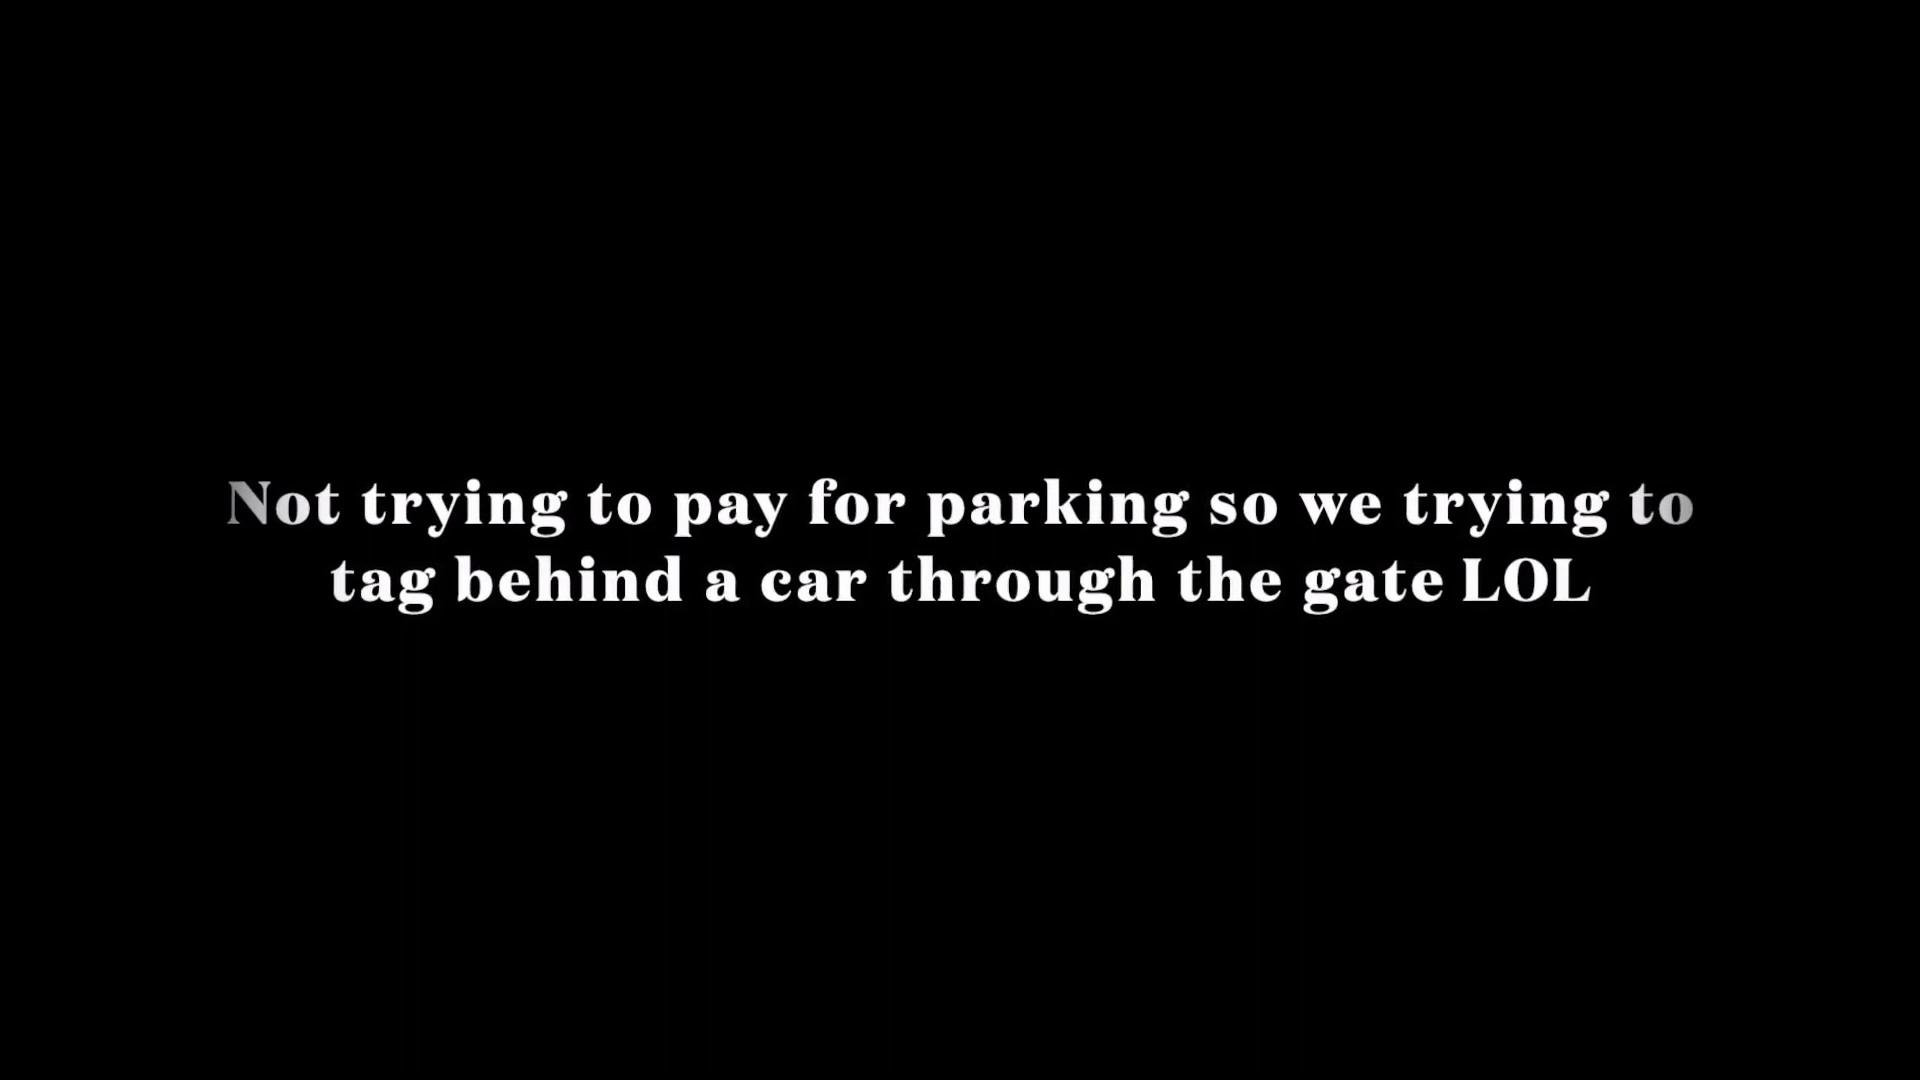 Not trying to pay for parking so we trying to
tag behind a car through the gate LOL